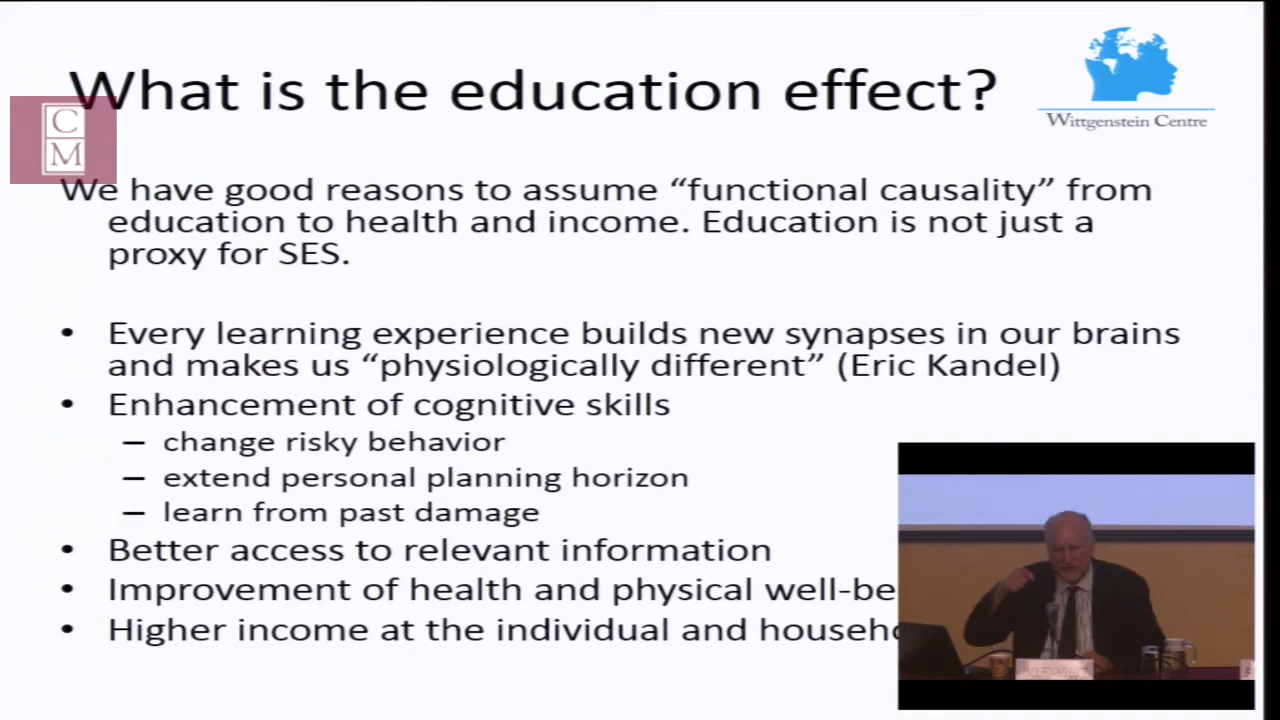 What is the education effect?
Wittgenstein Centre
C
M
We have good reasons to assume “functional causality” from
education to health and income. Education is not just a
proxy for SES.
• Every learning experience builds new synapses in our brains
and makes us “physiologically different” (Eric Kandel)
• Enhancement of cognitive skills
– change risky behavior
– extend personal planning horizon
– learn from past damage
• Better access to relevant information
• Improvement of health and physical well-be
• Higher income at the individual and househo